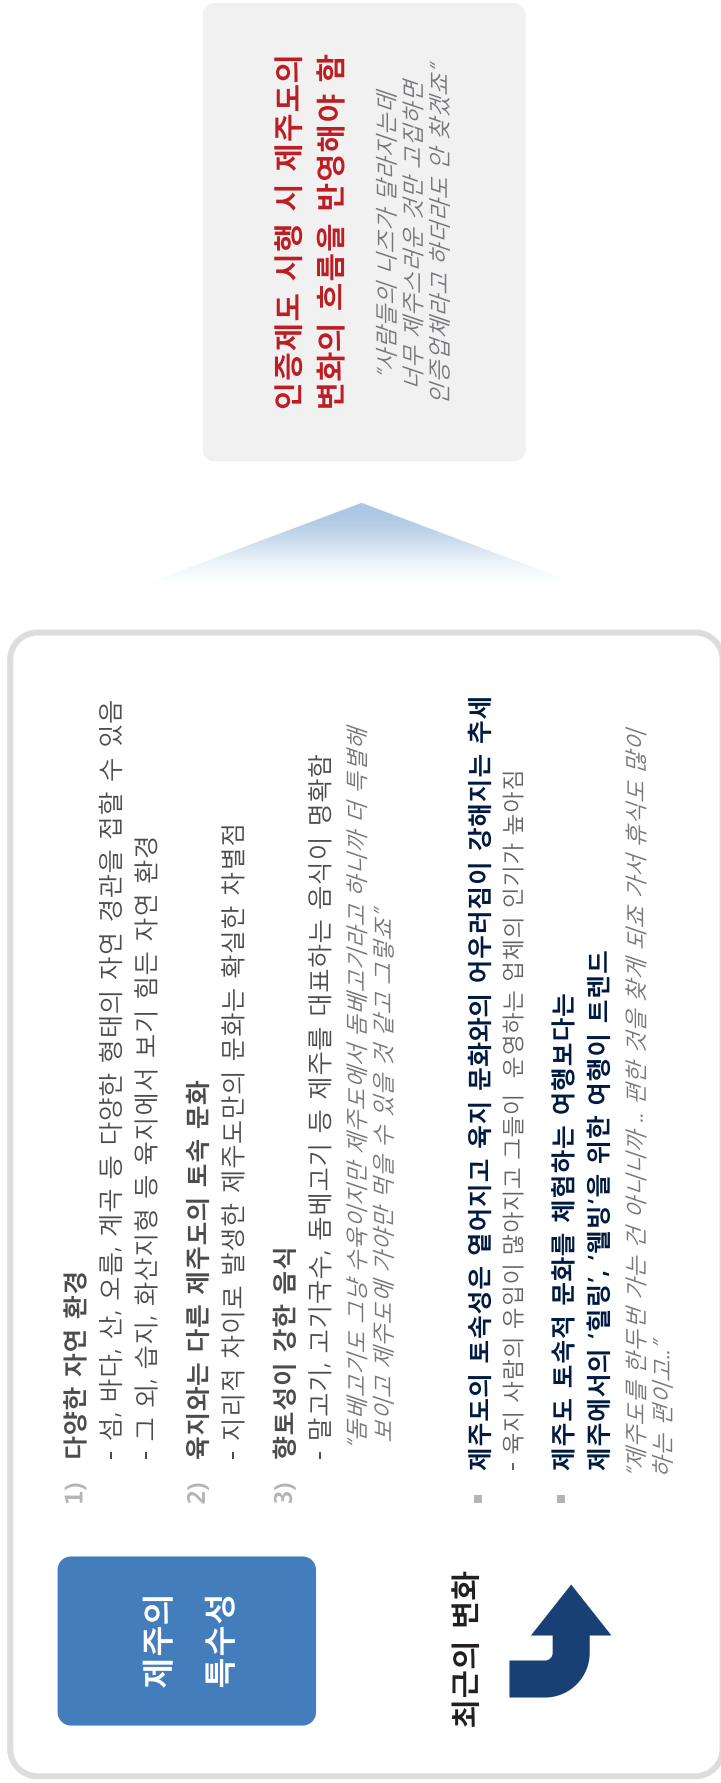 제주의
특수성
1) 다양한 자연 환경
- 섬, 바다, 산, 오름, 계곡 등 다양한 형태의 자연 경관을 접할 수 있음
- 그 외, 습지, 화산지형 등 육지에서 보기 힘든 자연 환경
2) 육지와는 다른 제주도의 토속 문화
- 지리적 차이로 발생한 제주도만의 문화는 확실한 차별점
3) 향토성이 강한 음식
- 말고기, 고기국수, 돔베고기 등 제주를 대표하는 음식이 명확함
“돔베고기도 그냥 수육이지만 제주도에서 돔베고기라고 하니까 더 특별해
보이고 제주도에 가야만 먹을 수 있을 것 같고 그렇죠”
최근의 변화
▪ 제주도의 토속성은 옅어지고 육지 문화와의 어우러짐이 강해지는 추세
- 육지 사람의 유입이 많아지고 그들이 운영하는 업체의 인기가 높아짐
▪ 제주도 토속적 문화를 체험하는 여행보다는
제주에서의 ‘힐링’, ‘웰빙’을 위한 여행이 트렌드
“제주도를 한두번 가는 건 아니니까 .. 편한 것을 찾게 되죠 가서 휴식도 많이
하는 편이고..”
인증제도 시행 시 제주도의
변화의 흐름을 반영해야 함
“사람들의 니즈가 달라지는데
너무 제주스러운 것만 고집하면
인증업체라고 하더라도 안 찾겠죠”